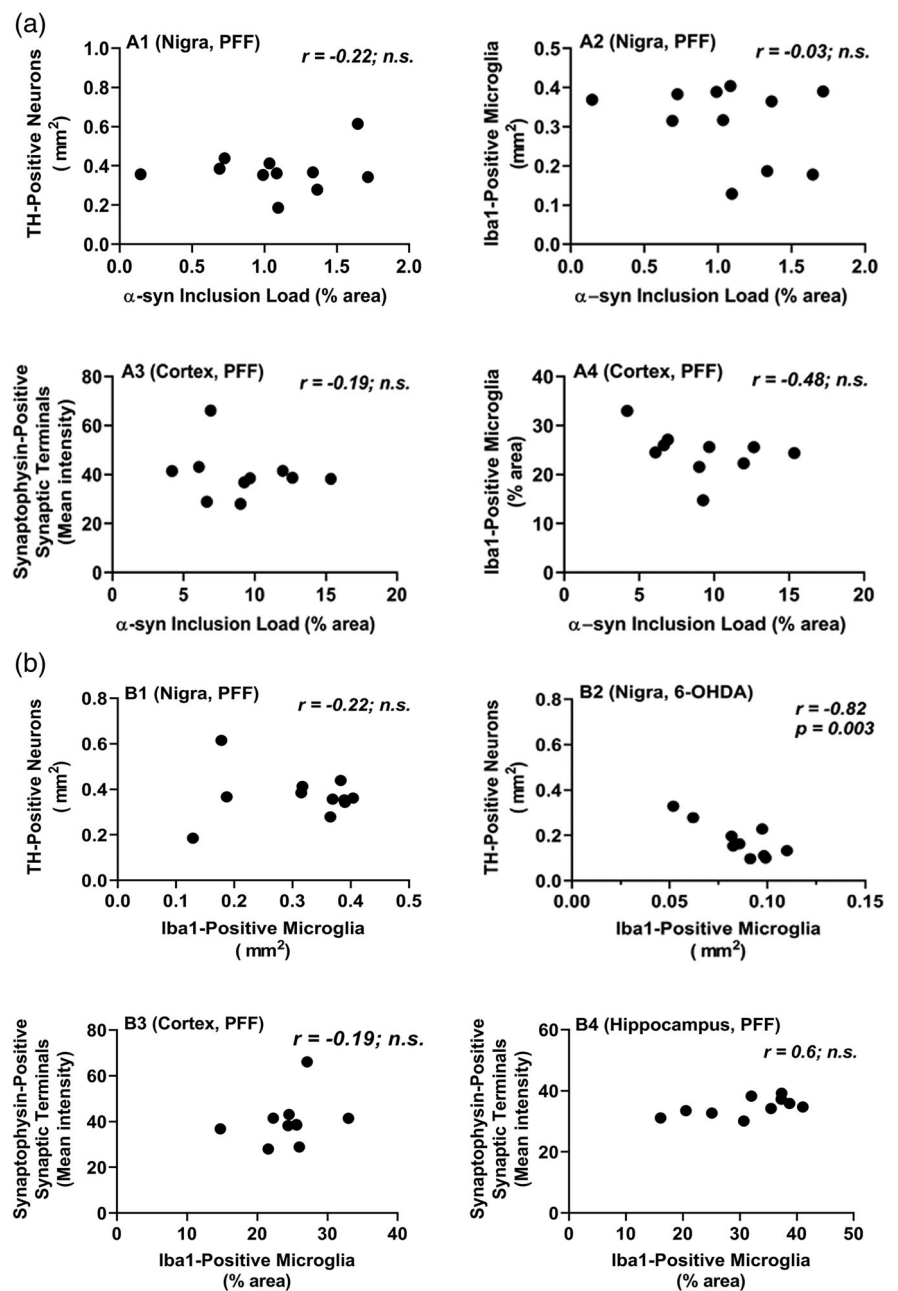 (a)
A1 (Nigra, PFF)
r = -0.22; n.s.
TH-Positive Neurons
( mm²)
1.0
0.8
0.6
0.4
0.2
0.0
0.0 0.5 1.0 1.5 2.0
α-syn Inclusion Load (% area)
A2 (Nigra, PFF)
r = -0.03; n.s.
Iba1-Positive Microglia
(mm²)
0.5
0.4
0.3
0.2
0.1
0.0
0.0 0.5 1.0 1.5 2.0
α–syn Inclusion Load (% area)
A3 (Cortex, PFF)
r = -0.19; n.s.
Synaptophysin-Positive
Synaptic Terminals
(Mean intensity)
80
60
40
20
0
0 5 10 15 20
α-syn Inclusion Load (% area)
A4 (Cortex, PFF)
r = -0.48; n.s.
Iba1-Positive Microglia
(% area)
40
30
20
10
0
0 5 10 15 20
α–syn Inclusion Load (% area)
(b)
B1 (Nigra, PFF)
r = -0.22; n.s.
TH-Positive Neurons
( mm²)
0.8
0.6
0.4
0.2
0.0
0.0 0.1 0.2 0.3 0.4 0.5
Iba1-Positive Microglia
( mm²)
B2 (Nigra, 6-OHDA)
r = -0.82
p = 0.003
TH-Positive Neurons
( mm²)
0.8
0.6
0.4
0.2
0.0
0.00 0.05 0.10 0.15
Iba1-Positive Microglia
( mm²)
B3 (Cortex, PFF)
r = -0.19; n.s.
Synaptophysin-Positive
Synaptic Terminals
(Mean intensity)
80
60
40
20
0
0 10 20 30 40
Iba1-Positive Microglia
(% area)
B4 (Hippocampus, PFF)
r = 0.6; n.s.
Synaptophysin-Positive
Synaptic Terminals
(Mean intensity)
60
40
20
0
0 10 20 30 40 50
Iba1-Positive Microglia
(% area)